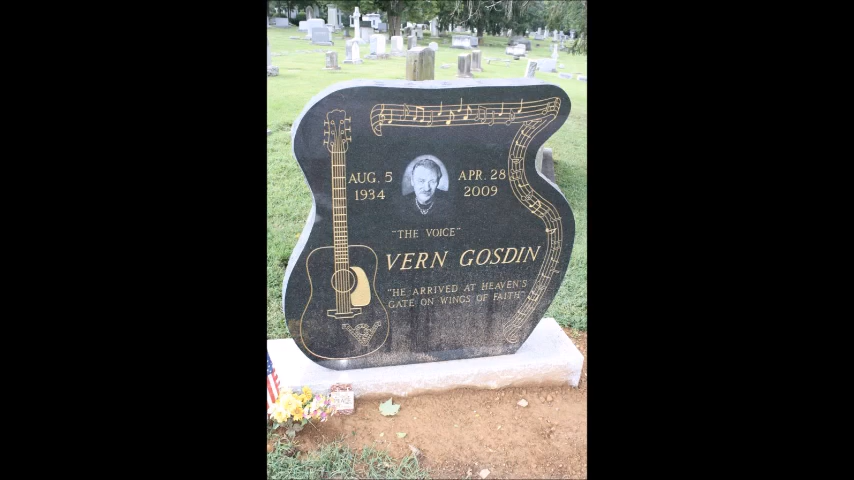 AUG. 5 APR. 28
1934 2009
"THE VOICE"
VERN GOSDIN
"HE ARRIVED AT HEAVEN'S
GATE ON WINGS OF FAITH"